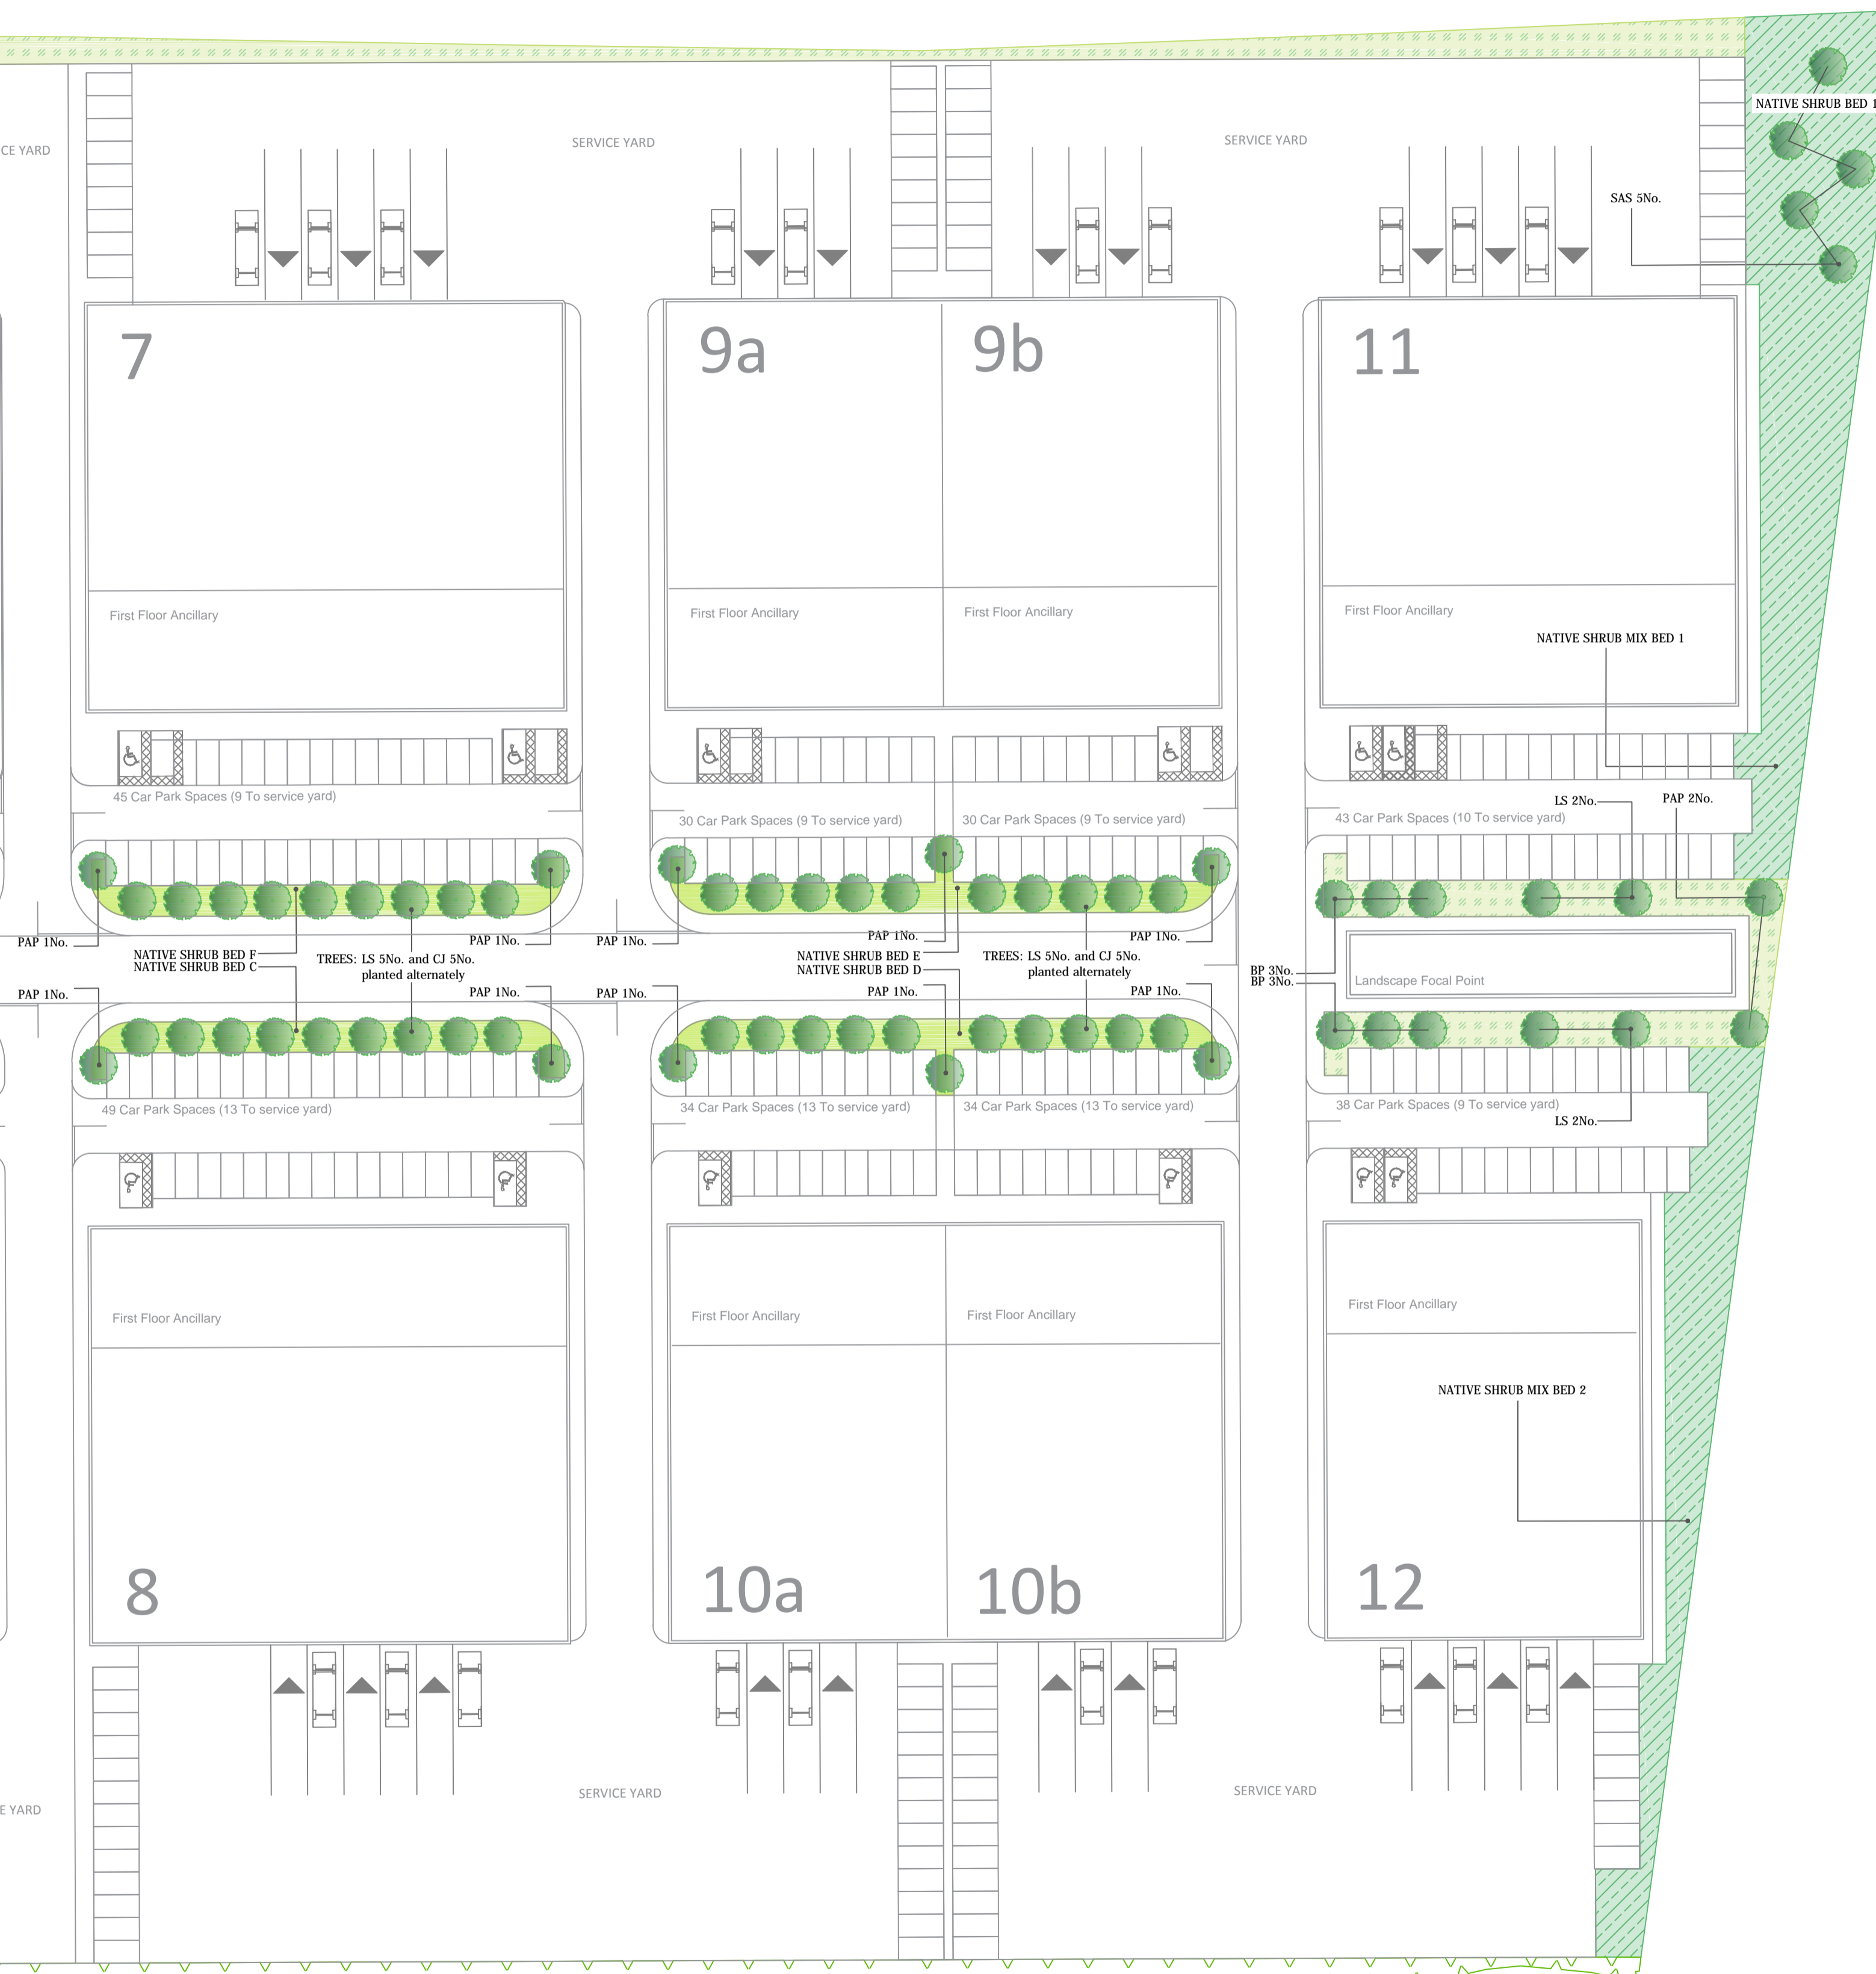 NATIVE SHRUB BED 1
CE YARD
SERVICE YARD
SERVICE YARD
SAS 5No.
7
9a
9b
11
First Floor Ancillary
First Floor Ancillary
First Floor Ancillary
First Floor Ancillary
NATIVE SHRUB MIX BED 1
45 Car Park Spaces (9 To service yard)
30 Car Park Spaces (9 To service yard)
30 Car Park Spaces (9 To service yard)
43 Car Park Spaces (10 To service yard)
LS 2No.
PAP 2No.
PAP 1No.
PAP 1No.
PAP 1No.
PAP 1No.
PAP 1No.
NATIVE SHRUB BED F
NATIVE SHRUB BED C
TREES: LS 5No. and CJ 5No.
planted alternately
NATIVE SHRUB BED E
NATIVE SHRUB BED D
TREES: LS 5No. and CJ 5No.
planted alternately
BP 3No.
BP 3No.
Landscape Focal Point
PAP 1No.
PAP 1No.
PAP 1No.
PAP 1No.
PAP 1No.
49 Car Park Spaces (13 To service yard)
34 Car Park Spaces (13 To service yard)
34 Car Park Spaces (13 To service yard)
38 Car Park Spaces (9 To service yard)
LS 2No.
First Floor Ancillary
First Floor Ancillary
First Floor Ancillary
First Floor Ancillary
NATIVE SHRUB MIX BED 2
8
10a
10b
12
E YARD
SERVICE YARD
SERVICE YARD